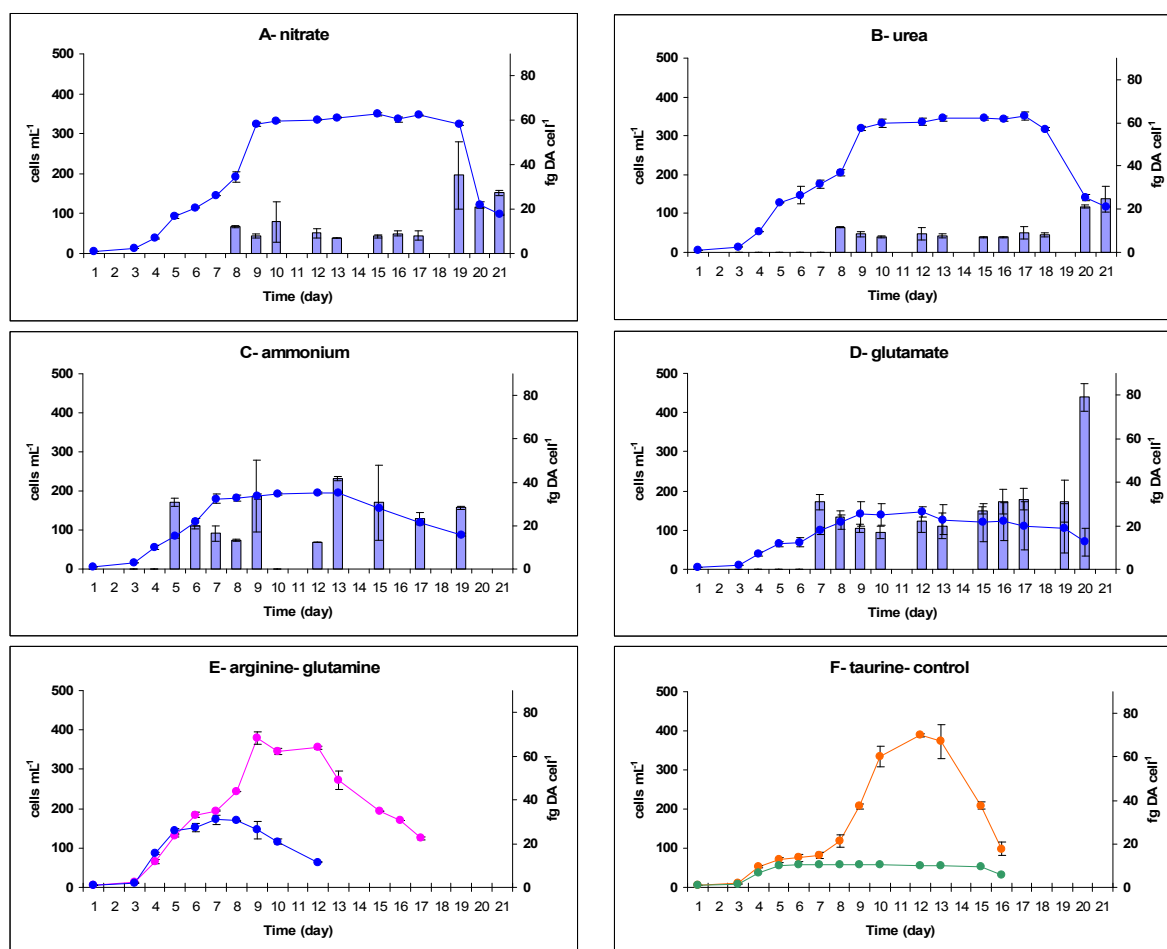 A- nitrate
500
400
300
200
100
0
cells mL⁻¹
80
60
40
20
0
fg DA cell⁻¹
1 2 3 4 5 6 7 8 9 10 11 12 13 14 15 16 17 18 19 20 21
Time (day)
B- urea
500
400
300
200
100
0
cells mL⁻¹
80
60
40
20
0
fg DA cell⁻¹
1 2 3 4 5 6 7 8 9 10 11 12 13 14 15 16 17 18 19 20 21
Time (day)
C- ammonium
500
400
300
200
100
0
cells mL⁻¹
80
60
40
20
0
fg DA cell¹
1 2 3 4 5 6 7 8 9 10 11 12 13 14 15 16 17 18 19 20 21
Time (day)
D- glutamate
500
400
300
200
100
0
cells mL⁻¹
80
60
40
20
0
fg DA cell¹
1 2 3 4 5 6 7 8 9 10 11 12 13 14 15 16 17 18 19 20 21
Time (day)
E- arginine- glutamine
500
400
300
200
100
0
cells mL⁻¹
80
60
40
20
0
fg DA cell⁻¹
1 2 3 4 5 6 7 8 9 10 11 12 13 14 15 16 17 18 19 20 21
Time (day)
F- taurine- control
500
400
300
200
100
0
cells mL⁻¹
80
60
40
20
0
fg DA cell⁻¹
1 2 3 4 5 6 7 8 9 10 11 12 13 14 15 16 17 18 19 20 21
Time (day)